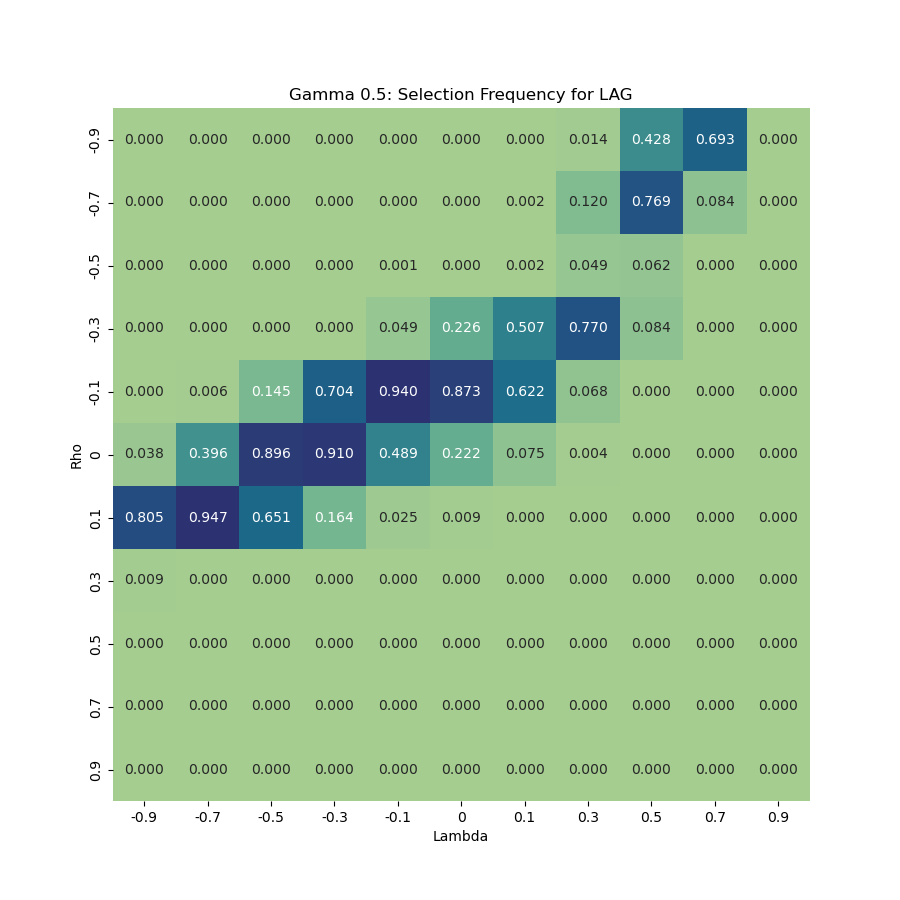 Gamma 0.5: Selection Frequency for LAG
-0.9 0.000 0.000 0.000 0.000 0.000 0.000 0.000 0.014 0.428 0.693 0.000
-0.7 0.000 0.000 0.000 0.000 0.000 0.000 0.002 0.120 0.769 0.084 0.000
-0.5 0.000 0.000 0.000 0.000 0.001 0.000 0.002 0.049 0.062 0.000 0.000
-0.3 0.000 0.000 0.000 0.000 0.049 0.226 0.507 0.770 0.084 0.000 0.000
-0.1 0.000 0.006 0.145 0.704 0.940 0.873 0.622 0.068 0.000 0.000 0.000
Rho
0 0.038 0.396 0.896 0.910 0.489 0.222 0.075 0.004 0.000 0.000 0.000
0.1 0.805 0.947 0.651 0.164 0.025 0.009 0.000 0.000 0.000 0.000 0.000
0.3 0.009 0.000 0.000 0.000 0.000 0.000 0.000 0.000 0.000 0.000 0.000
0.5 0.000 0.000 0.000 0.000 0.000 0.000 0.000 0.000 0.000 0.000 0.000
0.7 0.000 0.000 0.000 0.000 0.000 0.000 0.000 0.000 0.000 0.000 0.000
0.9 0.000 0.000 0.000 0.000 0.000 0.000 0.000 0.000 0.000 0.000 0.000
-0.9 -0.7 -0.5 -0.3 -0.1 0 0.1 0.3 0.5 0.7 0.9
Lambda